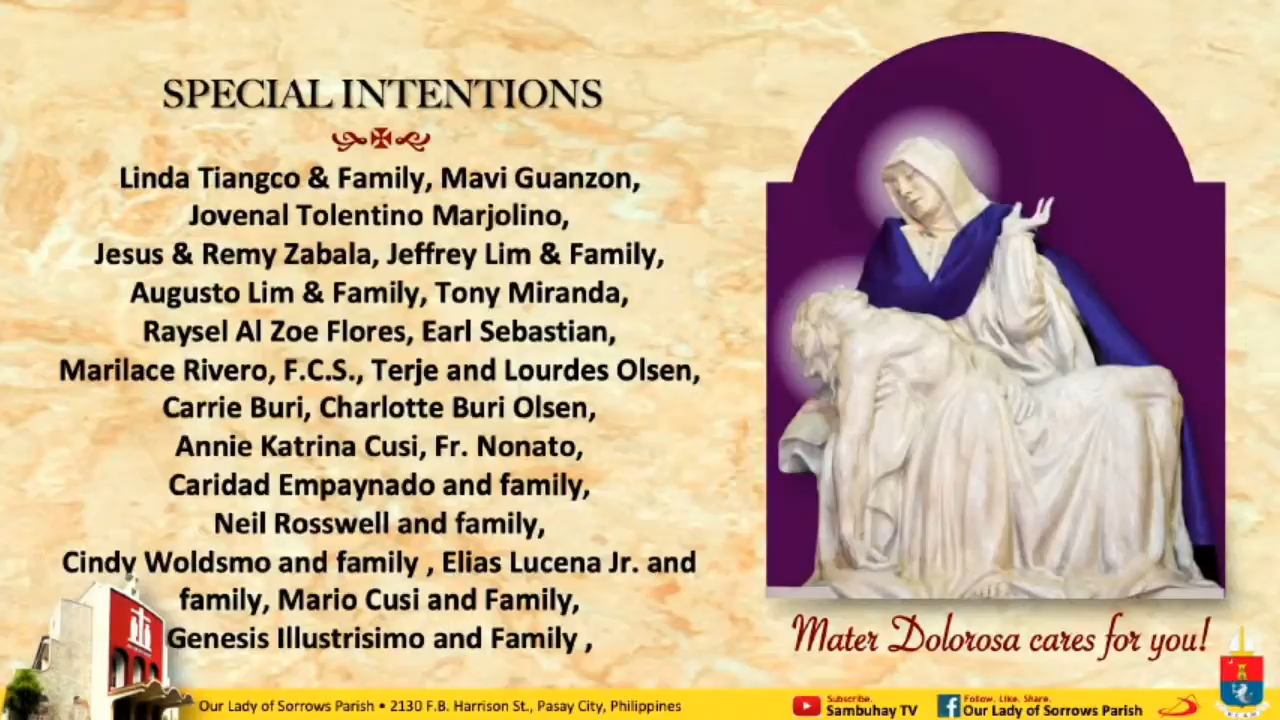 SPECIAL INTENTIONS
Linda Tiangco & Family, Mavi Guanzon,
Jovenal Tolentino Marjolino,
Jesus & Remy Zabala, Jeffrey Lim & Family,
Augusto Lim & Family, Tony Miranda,
Raysel Al Zoe Flores, Earl Sebastian,
Marilace Rivero, F.C.S., Terje and Lourdes Olsen,
Carrie Buri, Charlotte Buri Olsen,
Annie Katrina Cusi, Fr. Nonato,
Caridad Empaynado and family,
Neil Rosswell and family,
Cindy Woldsmo and family , Elias Lucena Jr. and
family, Mario Cusi and Family,
Genesis Illustrisimo and Family ,
Mater Dolorosa cares for you!
Our Lady of Sorrows Parish • 2130 F.B. Harrison St., Pasay City, Philippines
Subscribe.
Sambuhay TV
Follow. Like. Share.
Our Lady of Sorrows Parish